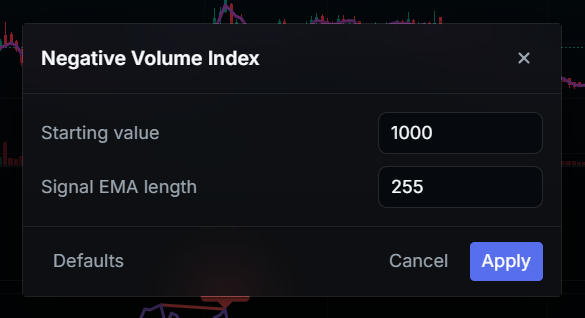 Negative Volume Index
Starting value 1000
Signal EMA length 255
Defaults Cancel Apply